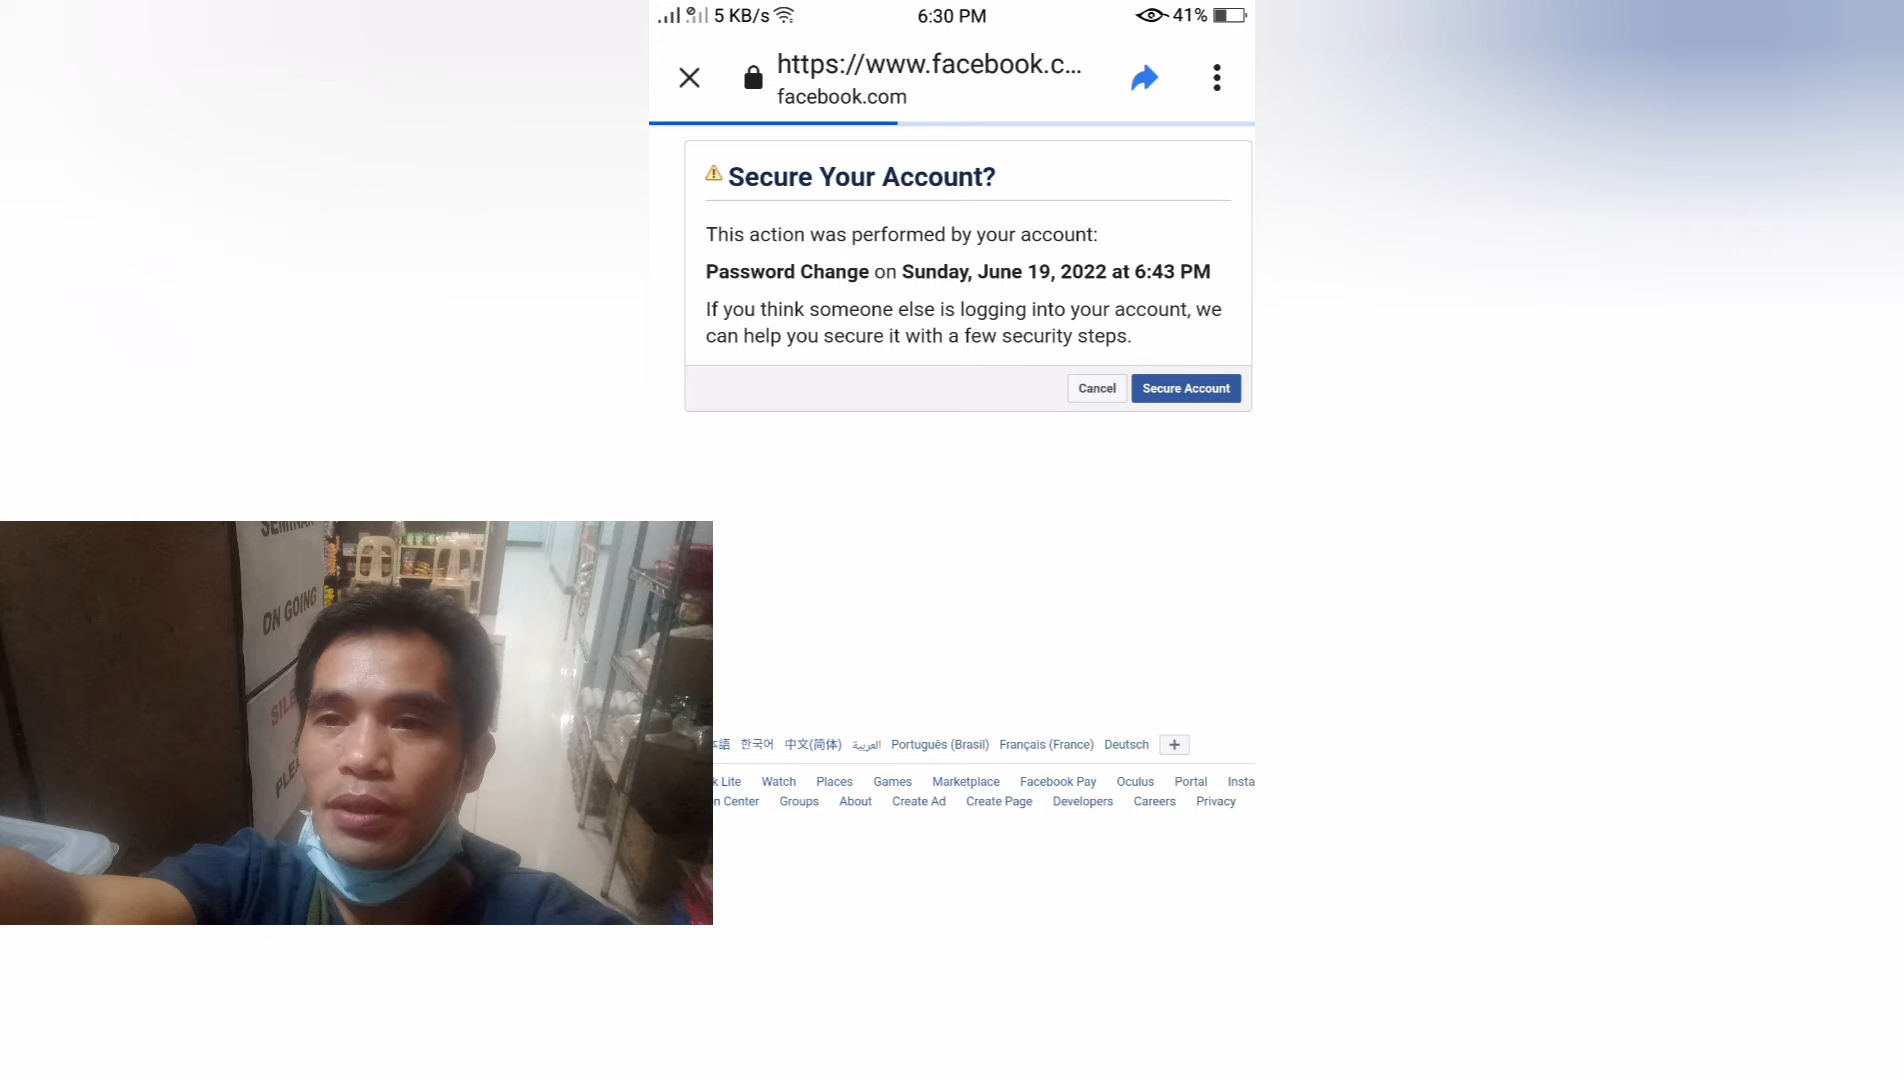 5 KB/s 6:30 PM 41%
https://www.facebook.c...
facebook.com
Secure Your Account?
This action was performed by your account:
Password Change on Sunday, June 19, 2022 at 6:43 PM
If you think someone else is logging into your account, we
can help you secure it with a few security steps.
Cancel Secure Account
SEMINAR
ON GOING
한국어 中文(简体) العربية Português (Brasil) Français (France) Deutsch +
Lite Watch Places Games Marketplace Facebook Pay Oculus Portal Insta
Center Groups About Create Ad Create Page Developers Careers Privacy